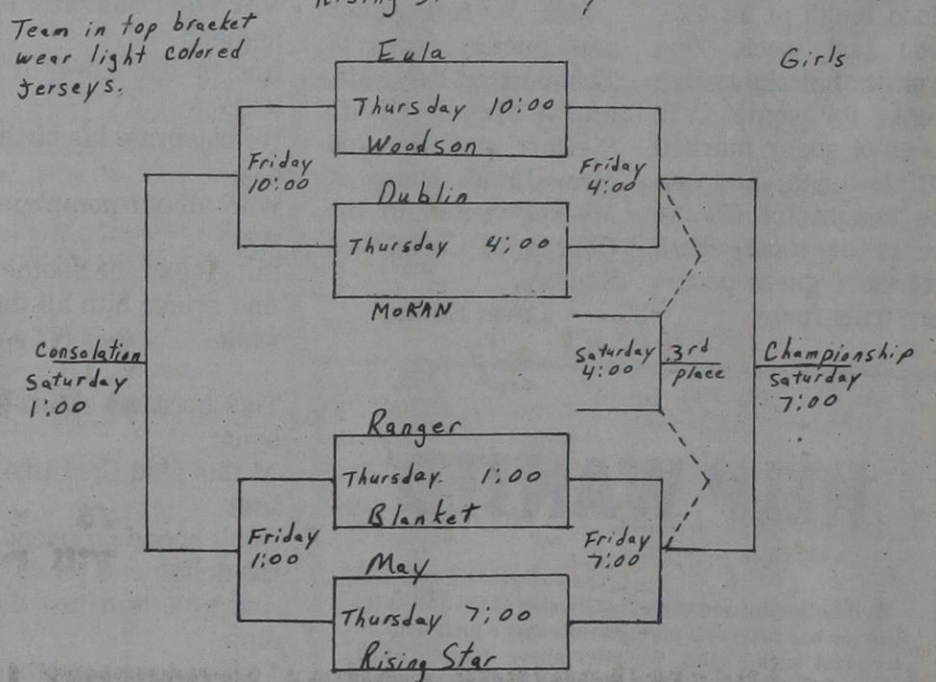 Team in top bracket
wear light colored
jerseys.
Girls
Eula
Thursday 10:00
Woodson
Friday
10:00
Friday
4:00
Dublin
Thursday 4:00
MORAN
Consolation
Saturday
1:00
Saturday
4:00
3rd
place
Championship
Saturday
7:00
Ranger
Thursday. 1:00
Blanket
Friday
1:00
Friday
7:00
May
Thursday 7:00
Rising Star